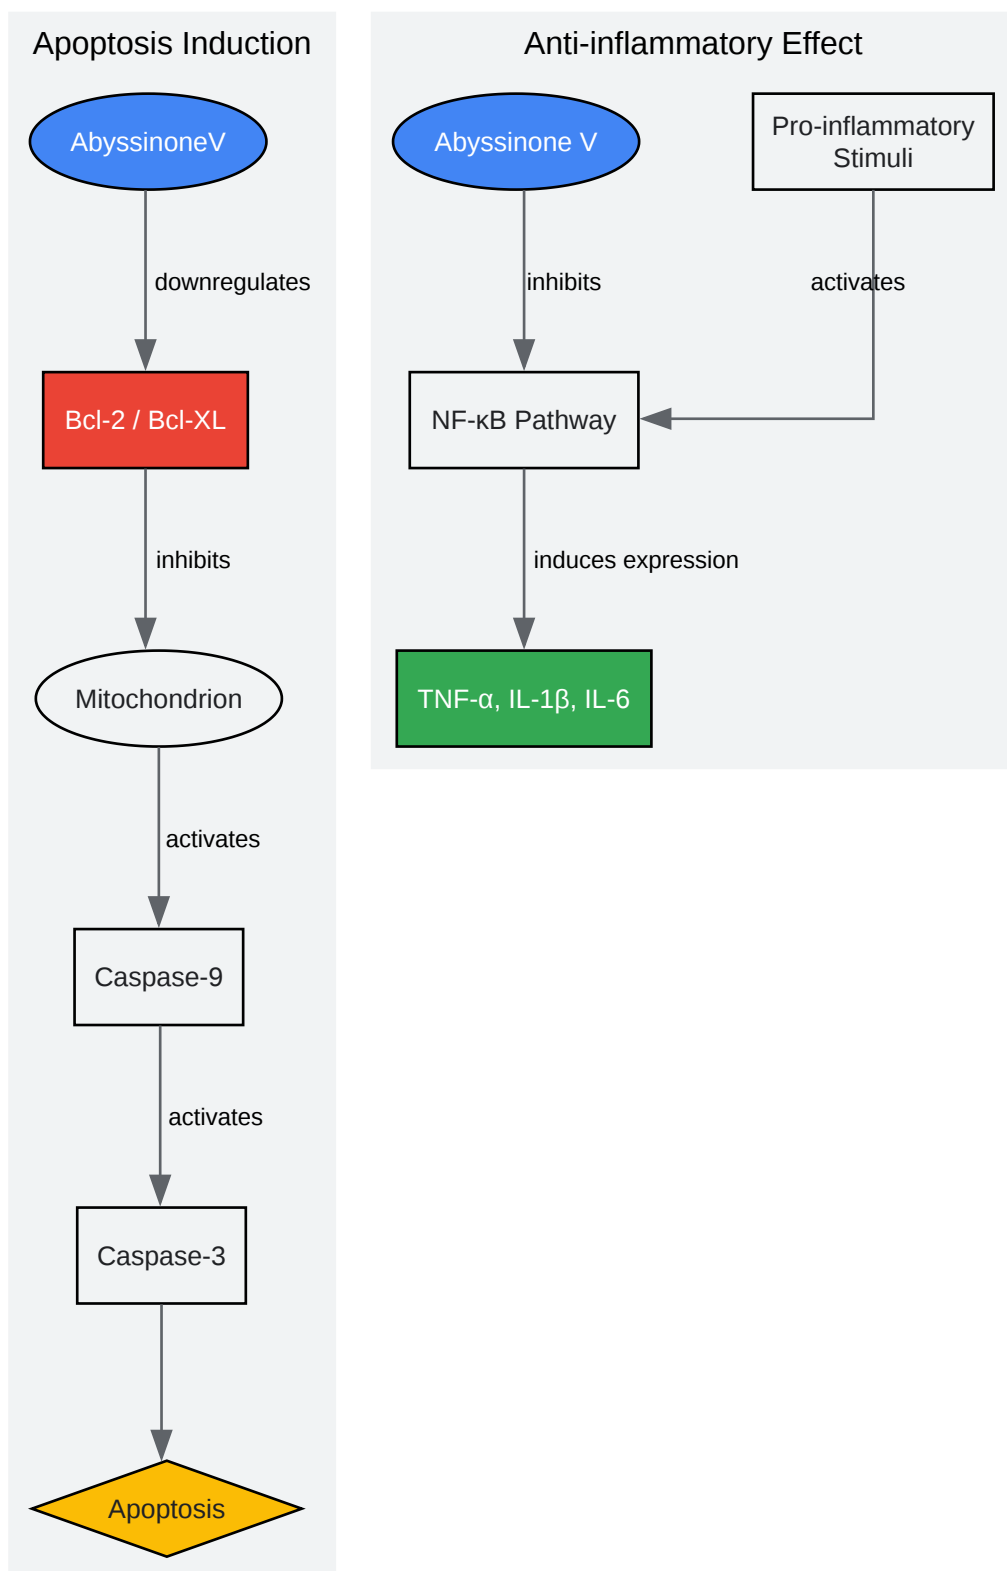 Apoptosis Induction
AbyssinoneV
downregulates
Bcl-2 / Bcl-XL
inhibits
Mitochondrion
activates
Caspase-9
activates
Caspase-3
Apoptosis
Anti-inflammatory Effect
Abyssinone V
Pro-inflammatory
Stimuli
inhibits
activates
NF-κB Pathway
induces expression
TNF-α, IL-1β, IL-6